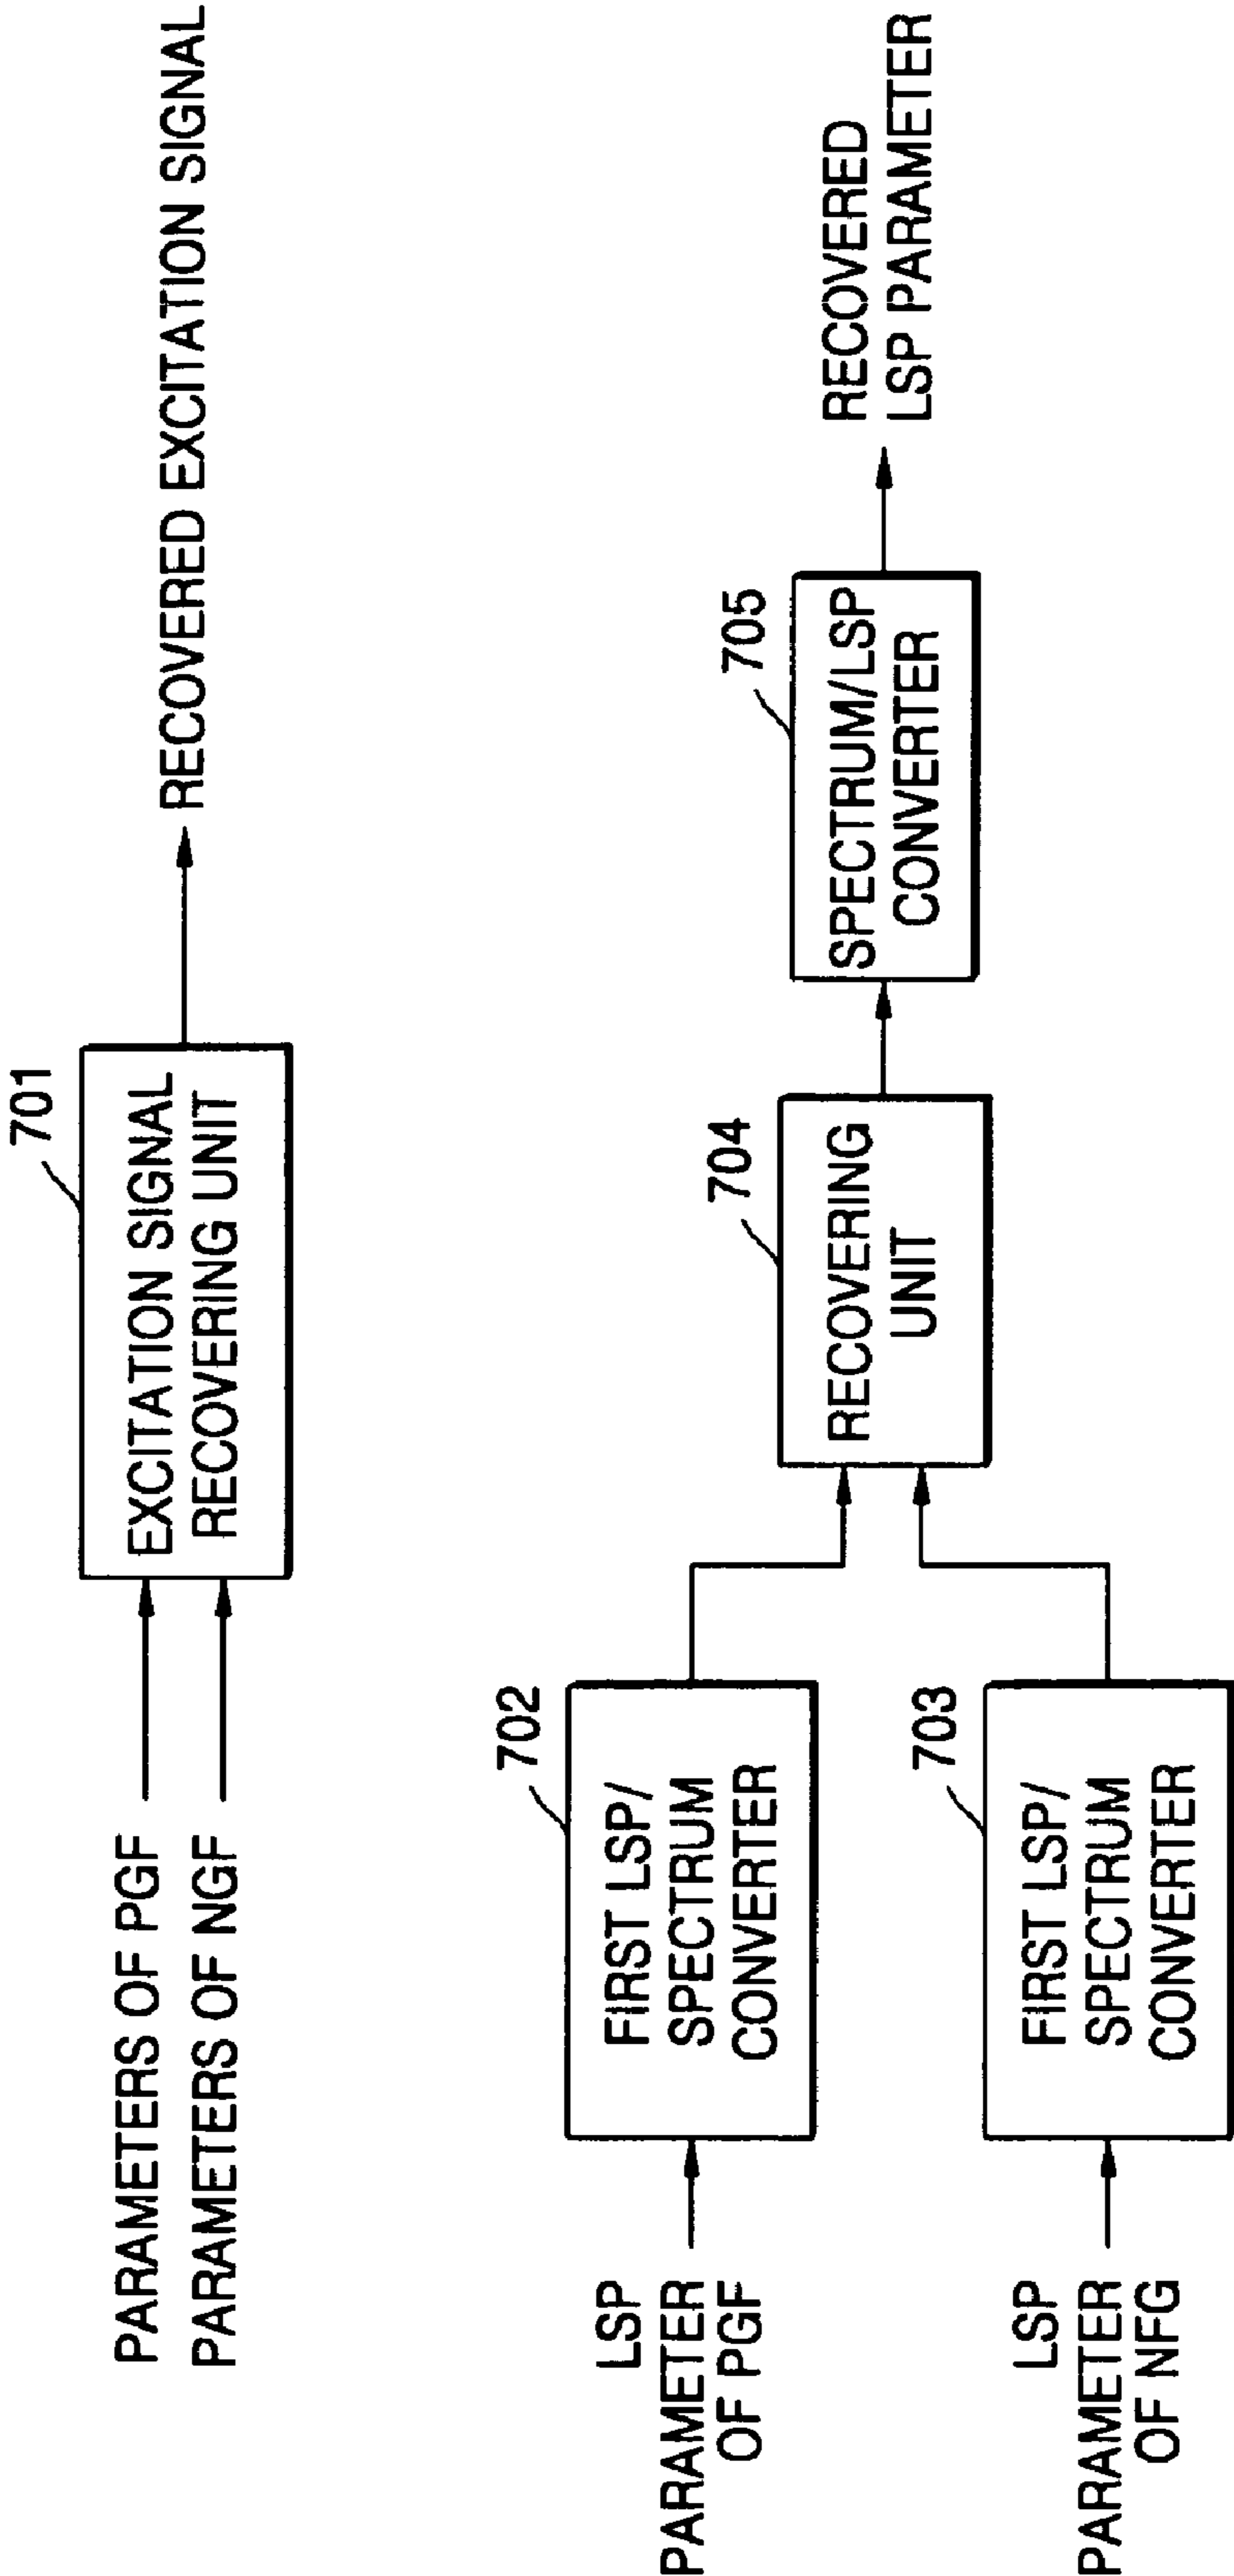 701
PARAMETERS OF PGF
PARAMETERS OF NGF
EXCITATION SIGNAL
RECOVERING UNIT
RECOVERED EXCITATION SIGNAL
LSP
PARAMETER
OF PGF
702
FIRST LSP/
SPECTRUM
CONVERTER
LSP
PARAMETER
OF NFG
703
FIRST LSP/
SPECTRUM
CONVERTER
704
RECOVERING
UNIT
705
SPECTRUM/LSP
CONVERTER
RECOVERED
LSP PARAMETER